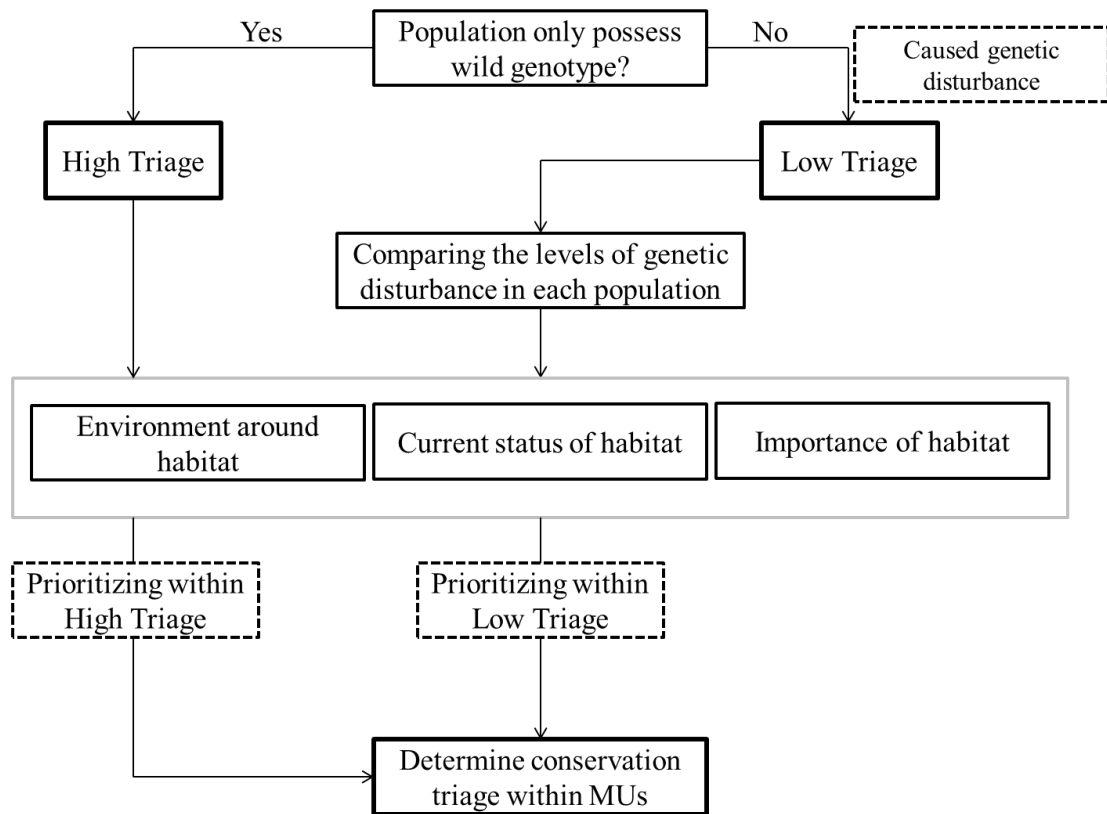 Yes
Population only possess
wild genotype?
No
Caused genetic
disturbance
High Triage
Low Triage
Comparing the levels of genetic
disturbance in each population
Environment around
habitat
Current status of habitat
Importance of habitat
Prioritizing within
High Triage
Prioritizing within
Low Triage
Determine conservation
triage within MUs